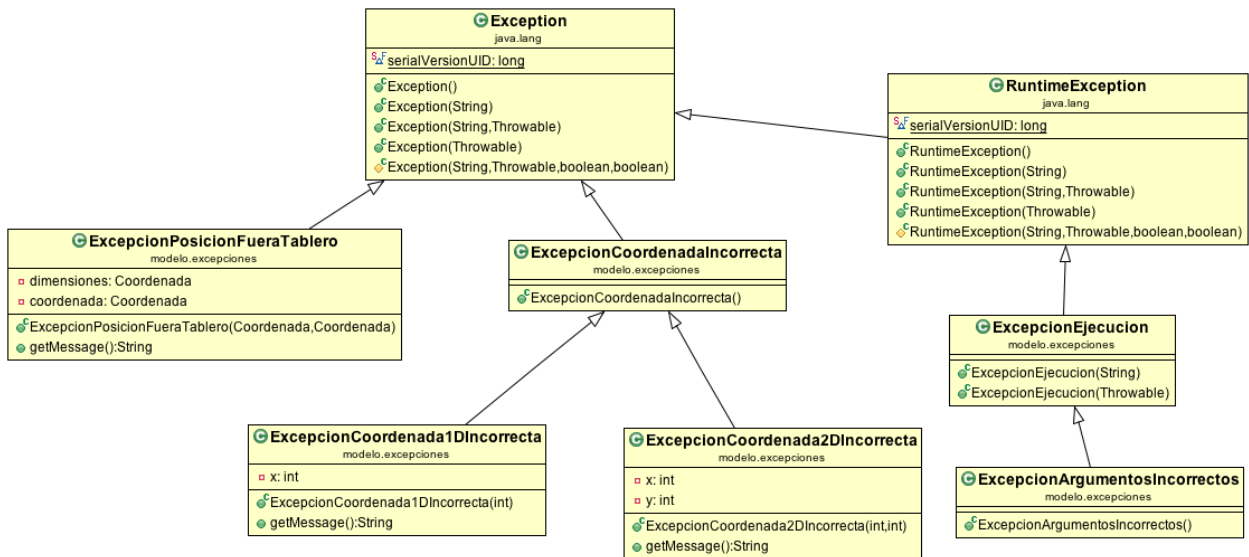 Exception
java.lang
serialVersionUID: long
Exception()
Exception(String)
Exception(String,Throwable)
Exception(Throwable)
Exception(String,Throwable,boolean,boolean)
RuntimeException
java.lang
serialVersionUID: long
RuntimeException()
RuntimeException(String)
RuntimeException(String,Throwable)
RuntimeException(Throwable)
RuntimeException(String,Throwable,boolean,boolean)
ExcepcionPosicionFueraTablero
modelo.excepciones
dimensiones: Coordenada
coordenada: Coordenada
ExcepcionPosicionFueraTablero(Coordenada,Coordenada)
getMessage():String
ExcepcionCoordenadaIncorrecta
modelo.excepciones
ExcepcionCoordenadaIncorrecta()
ExcepcionEjecucion
modelo.excepciones
ExcepcionEjecucion(String)
ExcepcionEjecucion(Throwable)
ExcepcionCoordenada1DIncorrecta
modelo.excepciones
x: int
ExcepcionCoordenada1DIncorrecta(int)
getMessage():String
ExcepcionCoordenada2DIncorrecta
modelo.excepciones
x: int
y: int
ExcepcionCoordenada2DIncorrecta(int,int)
getMessage():String
ExcepcionArgumentosIncorrectos
modelo.excepciones
ExcepcionArgumentosIncorrectos()